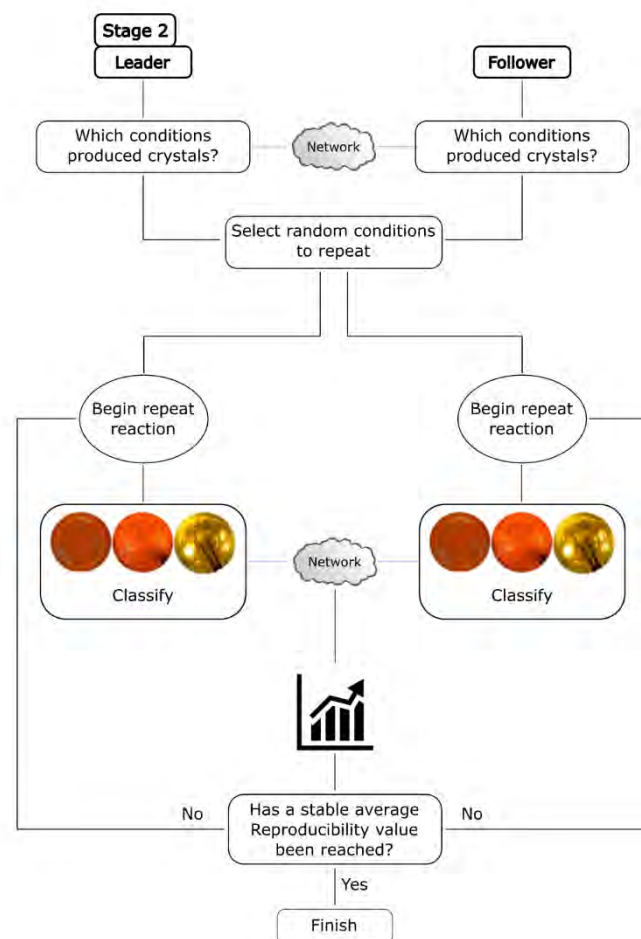 Stage 2
Leader
Follower
Which conditions
produced crystals?
Network
Which conditions
produced crystals?
Select random conditions
to repeat
Begin repeat
reaction
Begin repeat
reaction
Classify
Network
Classify
No
Has a stable average
Reproducibility value
been reached?
No
Yes
Finish